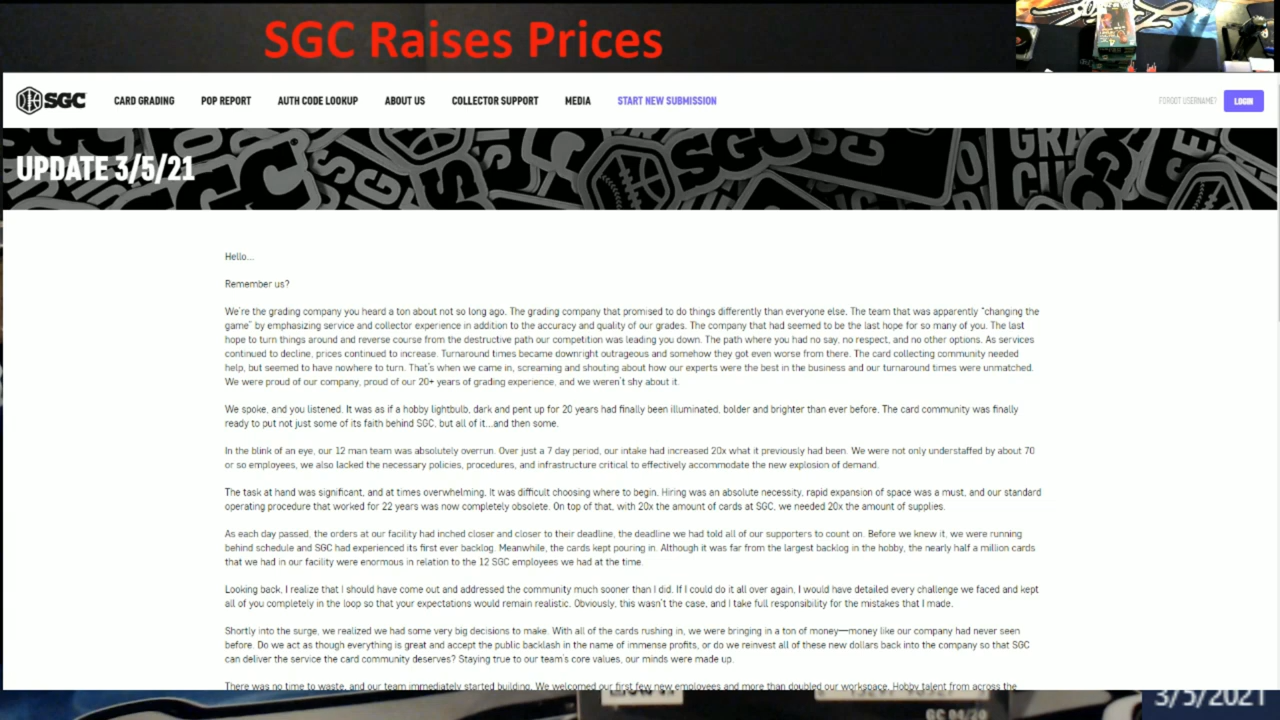 SGC Raises Prices
SGC
CARD GRADING
POP REPORT
AUTH CODE LOOKUP
ABOUT US
COLLECTOR SUPPORT
MEDIA
START NEW SUBMISSION
FORGOT USERNAME?
LOGIN
UPDATE 3/5/21
Hello...
Remember us?
We're the grading company you heard a ton about not so long ago. The grading company that promised to do things differently than everyone else. The team that was apparently "changing the
game" by emphasizing service and collector experience in addition to the accuracy and quality of our grades. The company that had seemed to be the last hope for so many of you. The last
hope to turn things around and reverse course from the destructive path our competition was leading you down. The path where you had no say, no respect, and no other options. As services
continued to decline, prices continued to increase. Turnaround times became downright outrageous and somehow they got even worse from there. The card collecting community needed
help, but seemed to have nowhere to turn. That's when we came in, screaming and shouting about how our experts were the best in the business and our turnaround times were unmatched.
We were proud of our company, proud of our 20+ years of grading experience, and we weren't shy about it.
We spoke, and you listened. It was as if a hobby lightbulb, dark and pent up for 20 years had finally been illuminated, bolder and brighter than ever before. The card community was finally
ready to put not just some of its faith behind SGC, but all of it...and then some.
In the blink of an eye, our 12 man team was absolutely overrun. Over just a 7 day period, our intake had increased 20x what it previously had been. We were not only understaffed by about 70
or so employees, we also lacked the necessary policies, procedures, and infrastructure critical to effectively accommodate the new explosion of demand.
The task at hand was significant, and at times overwhelming. It was difficult choosing where to begin. Hiring was an absolute necessity, rapid expansion of space was a must, and our standard
operating procedure that worked for 22 years was now completely obsolete. On top of that, with 20x the amount of cards at SGC, we needed 20x the amount of supplies.
As each day passed, the orders at our facility had inched closer and closer to their deadline, the deadline we had told all of our supporters to count on. Before we knew it, we were running
behind schedule and SGC had experienced its first ever backlog. Meanwhile, the cards kept pouring in. Although it was far from the largest backlog in the hobby, the nearly half a million cards
that we had in our facility were enormous in relation to the 12 SGC employees we had at the time.
Looking back, I realize that I should have come out and addressed the community much sooner than I did. If I could do it all over again, I would have detailed every challenge we faced and kept
all of you completely in the loop so that your expectations would remain realistic. Obviously, this wasn't the case, and I take full responsibility for the mistakes that I made.
Shortly into the surge, we realized we had some very big decisions to make. With all of the cards rushing in, we were bringing in a ton of money—money like our company had never seen
before. Do we act as though everything is great and accept the public backlash in the name of immense profits, or do we reinvest all of these new dollars back into the company so that SGC
can deliver the service the card community deserves? Staying true to our team's core values, our minds were made up.
There was no time to waste, and our team immediately started building. We welcomed our first few new employees and more than doubled our workspace. Hobby talent from across the
3/5/2021